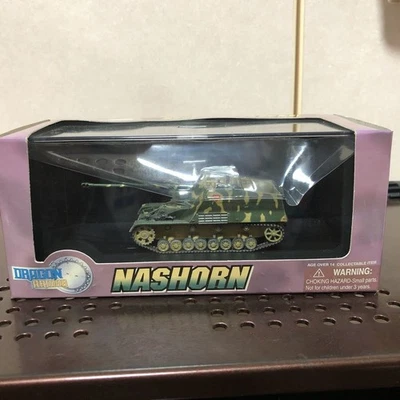 DRAGON
NASHORN
AGE OVER 14 COLLECTIBLE ITEM
WARNING:
CHOKING HAZARD-Small parts.
Not for children under 3 years.